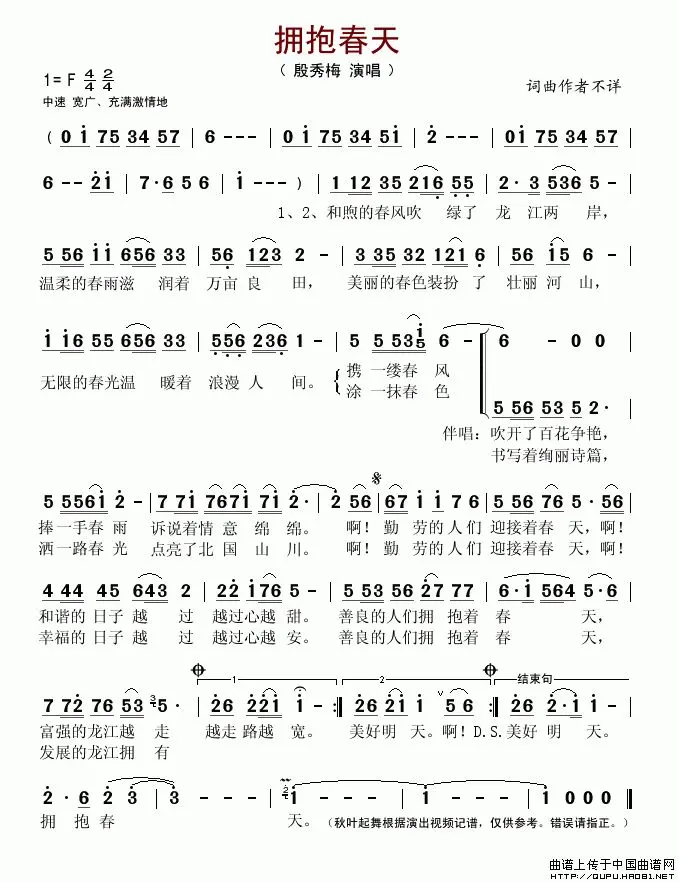 拥抱春天
（ 殷秀梅 演唱 ）
1= F 4/4 2/4
词曲作者不详
中速 宽广、充满激情地
( 0 i 75 34 57 | 6 - - - | 0 i 75 34 5i | 2 - - - |
6 - - 2i | 7·6 5 6 | i - - - ) | 1 12 35 216 55 | 2· 3 536 5 - |
1、2、和煦的春风吹 绿了 龙 江两 岸，
5 56 ii 656 33 | 56 123 2 - | 3 35 32 121 6 | 56 15 6 - |
温柔的春雨滋 润着 万亩 良 田， 美丽的春色装扮 了 壮丽 河 山，
i i6 55 656 33 | 556 236 1 - | 5 5 53 5 6 - | 6 - 0 0 |
无限的春光温 暖着 浪漫 人 间。 携 一缕春 风
涂 一抹春 色
5 56 53 2·
伴唱：吹开了百花争艳，
书写着绚丽诗篇，
5 5561 2 - | 7 71 7671 7671 | 2 - 2 56 | 67 i i 76 | 5 56 7·5 56 |
捧一手春 雨 诉说着情 意 绵 绵。 啊！勤 劳的人们 迎接着春 天，啊！
洒一路春 光 点亮了北 国 山 川。 啊！勤 劳的人们 迎接着春 天，啊！
4 44 45 643 2 | 22 i76 5 - | 5 53 56 27 77 | 6·i 564 5 - |
和谐的 日子 越 过 越过心越 甜。 善良的人们拥 抱着 春 天，
幸福的 日子 越 过 越过心越 安。 善良的人们拥 抱着 春 天，
1 2 结束句
7 72 76 53 5· | 26 221 i - :| 26 21 i 56 :| 26 2·i i - |
富强的龙江越 走 越走 路越 宽。 美好明 天。啊！D.S.美好 明 天。
发展的龙江拥 有
2· 6 2 3 | 3 - - - | i - - - | i - - - | i 0 0 0 ‖
拥 抱 春 天。 （秋叶起舞根据演出视频记谱，仅供参考。错误请指正。）
曲谱上传于中国曲谱网
HTTP://QUPU.HAO81.NET